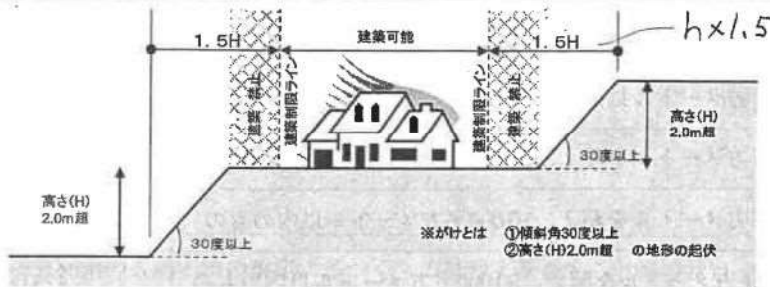 1.5H
建築可能
1.5H
h×1.5
建築禁止
建築制限ライン
建築制限ライン
建築禁止
高さ(H)
2.0m超
30度以上
高さ(H)
2.0m超
30度以上
※がけとは ①傾斜角30度以上
②高さ(H)2.0m超 の地形の起伏